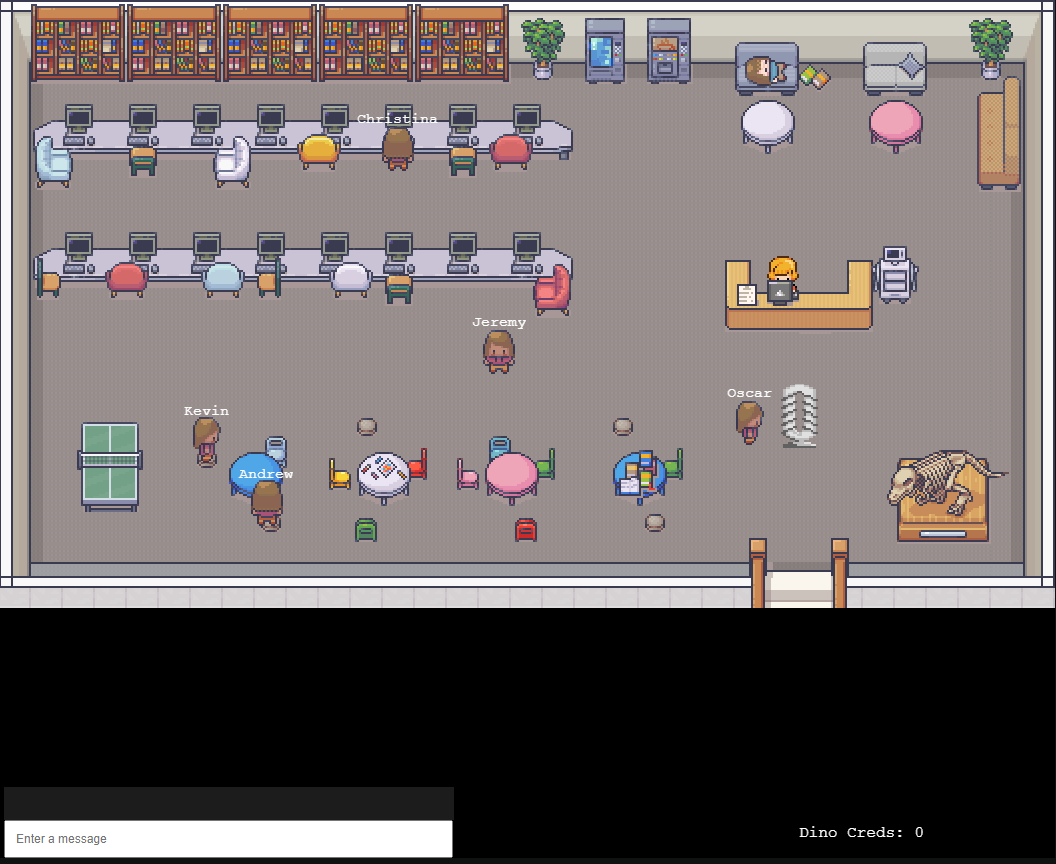 Christina
Jeremy
Oscar
Kevin
Andrew
Dino Creds: 0
Enter a message